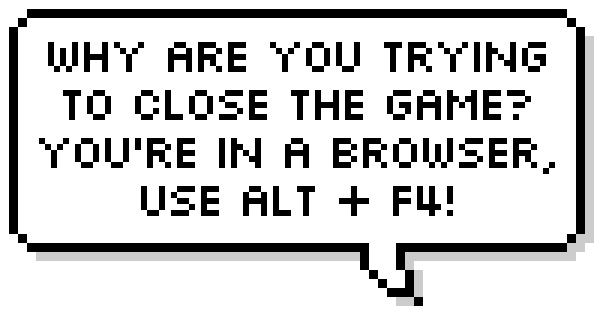 WHY ARE YOU TRYING
TO CLOSE THE GAME?
YOU'RE IN A BROWSER,
USE ALT + F4!